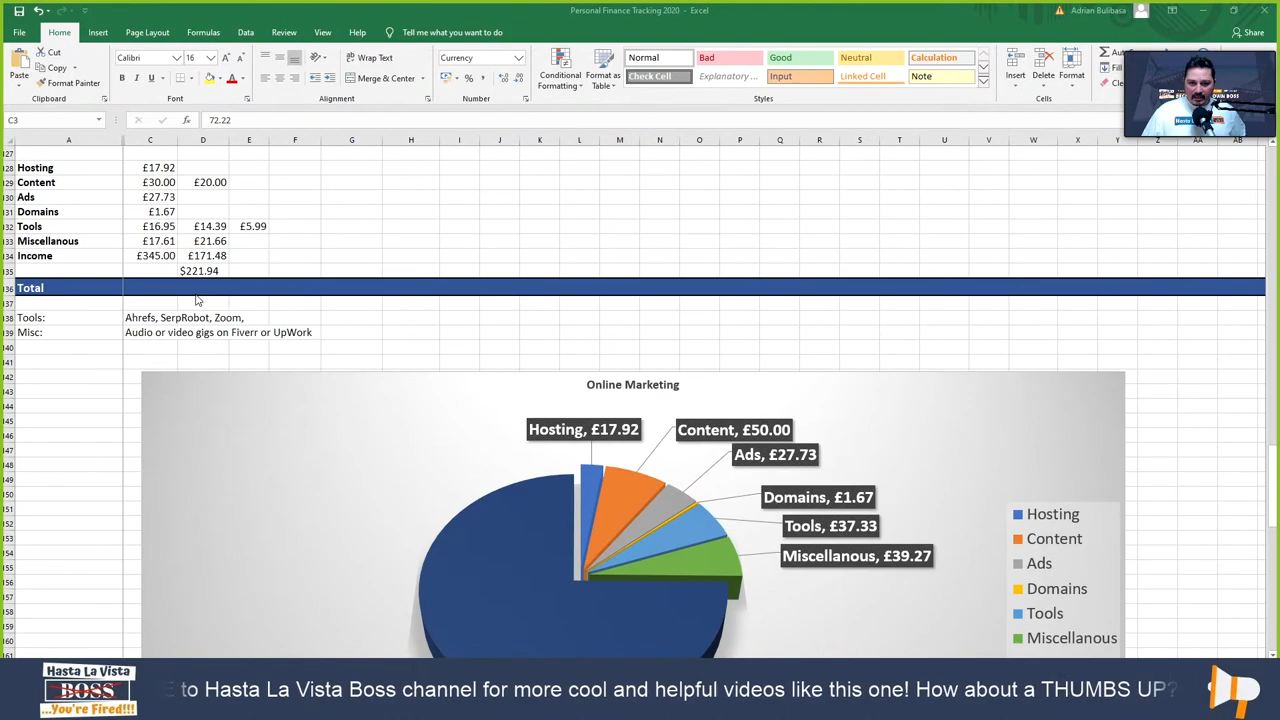 Personal Finance Tracking 2020 - Excel
Adrian Bulibasa
File Home Insert Page Layout Formulas Data Review View Help Tell me what you want to do
Share
Paste
Cut
Copy
Format Painter
Clipboard
Calibri 16
B I U
Font
Wrap Text
Merge & Center
Alignment
Currency
Number
Conditional Formatting
Format as Table
Normal Bad Good Neutral Calculation
Check Cell Explanatory ... Input Linked Cell Note
Styles
Insert Delete Format
Cells
Fill
C3 fx 72.22
A C D E F G H K L M N O P Q R S T U V W X Y Z AA AB
Hosting £17.92
Content £30.00 £20.00
Ads £27.73
Domains £1.67
Tools £16.95 £14.39 £5.99
Miscellanous £17.61 £21.66
Income £345.00 £171.48
$221.94
Total
Tools: Ahrefs, SerpRobot, Zoom,
Misc: Audio or video gigs on Fiverr or UpWork
Online Marketing
Hosting, £17.92
Content, £50.00
Ads, £27.73
Domains, £1.67
Tools, £37.33
Miscellanous, £39.27
Hosting
Content
Ads
Domains
Tools
Miscellanous
Hasta La Vista
BOSS
...You're Fired!!!
to Hasta La Vista Boss channel for more cool and helpful videos like this one! How about a THUMBS UP?